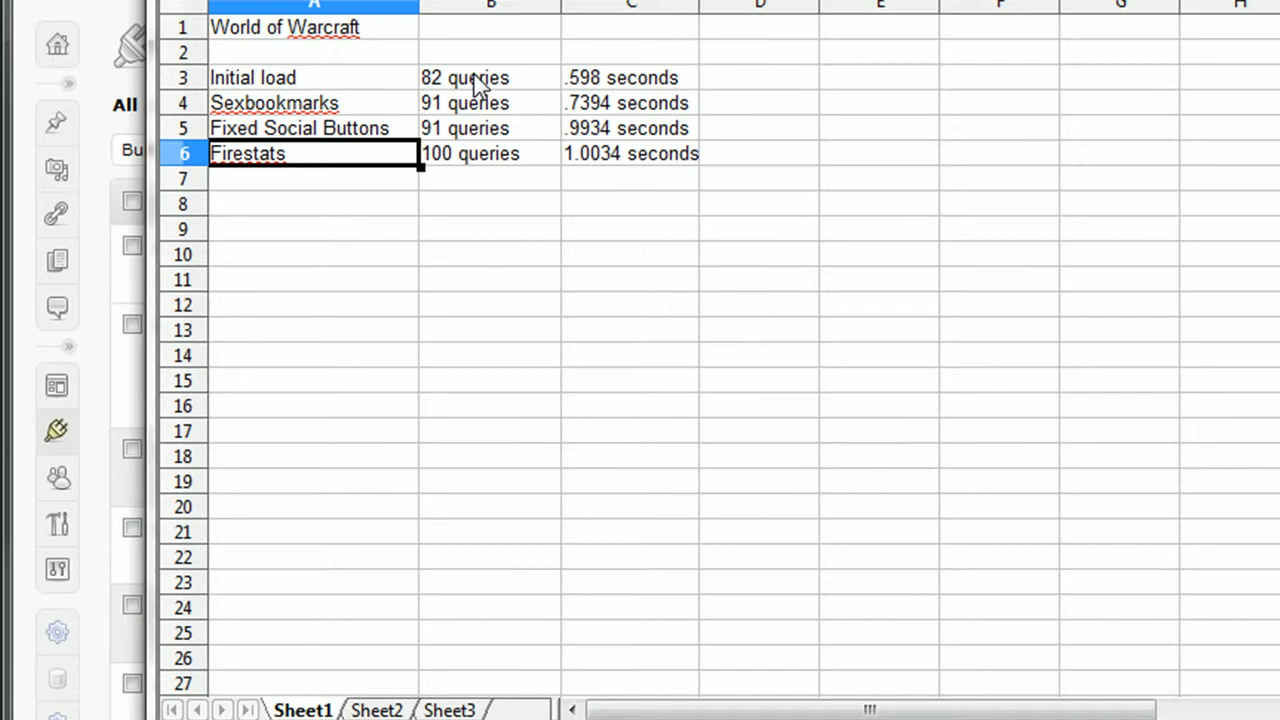 A B C D E F G H
1 World of Warcraft
2
3 Initial load 82 queries .598 seconds
4 Sexbookmarks 91 queries .7394 seconds
5 Fixed Social Buttons 91 queries .9934 seconds
6 Firestats 100 queries 1.0034 seconds
7
8
9
10
11
12
13
14
15
16
17
18
19
20
21
22
23
24
25
26
27
All
Bu
Sheet1 Sheet2 Sheet3